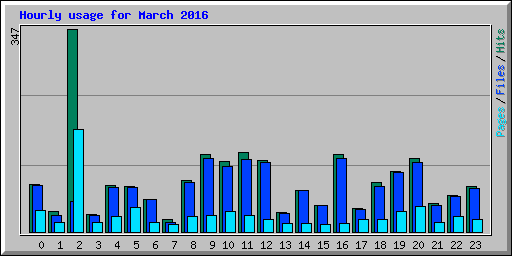 Hourly usage for March 2016
347
Pages/Files/Hits
0 1 2 3 4 5 6 7 8 9 10 11 12 13 14 15 16 17 18 19 20 21 22 23